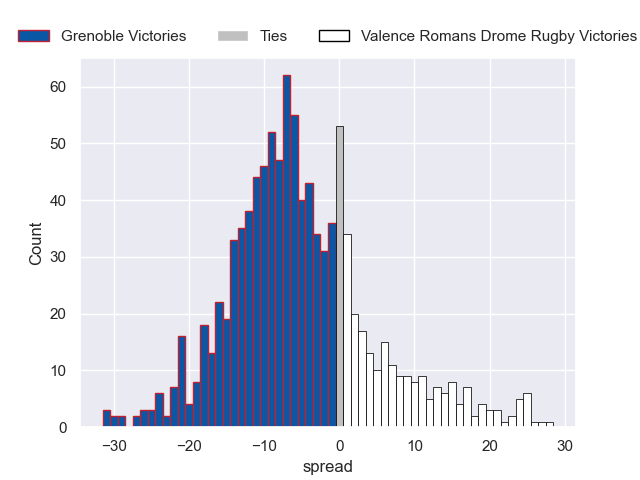 Grenoble Victories Ties Valence Romans Drome Rugby Victories
60
50
40
30
20
10
0
Count
−30 −20 −10 0 10 20 30
spread